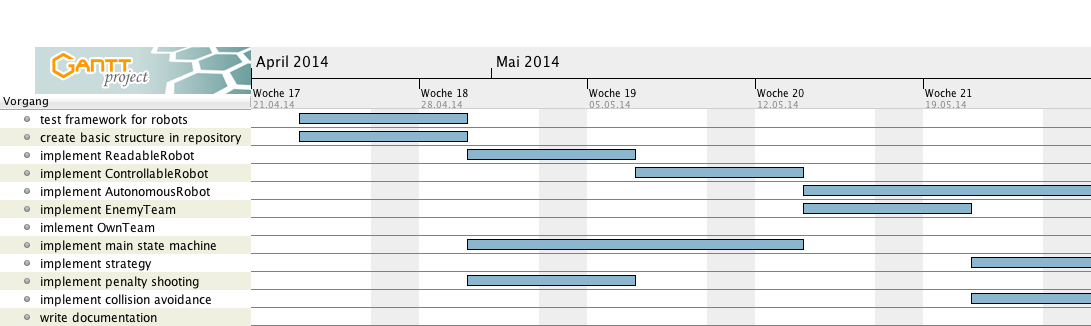 GANTT
project
April 2014
Mai 2014
Woche 17
Woche 18
Woche 19
Woche 20
Woche 21
Vorgang
21.04.14
28.04.14
05.05.14
12.05.14
19.05.14
test framework for robots
create basic structure in repository
implement ReadableRobot
implement ControllableRobot
implement AutonomousRobot
implement EnemyTeam
imlement OwnTeam
implement main state machine
implement strategy
implement penalty shooting
implement collision avoidance
write documentation